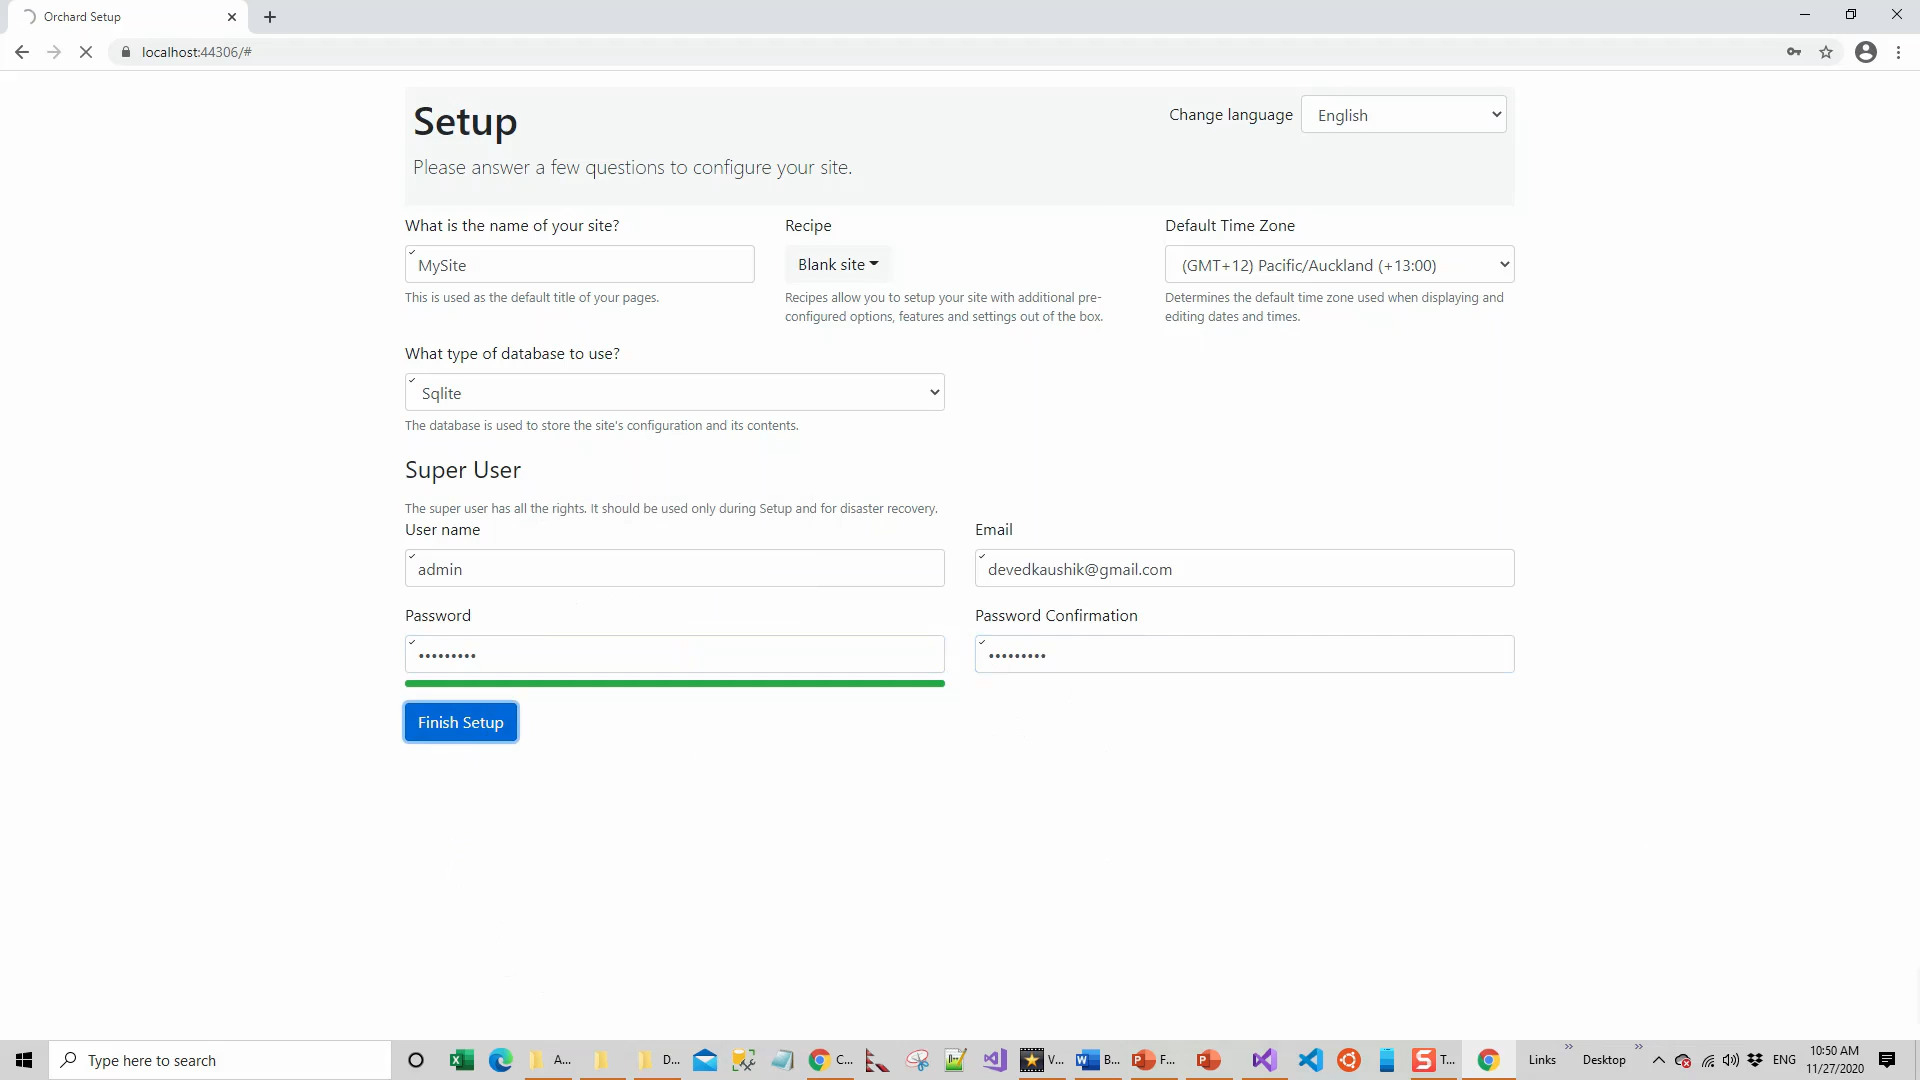 Orchard Setup
localhost:44306/#
Setup
Change language
English
Please answer a few questions to configure your site.
What is the name of your site?
Recipe
Default Time Zone
MySite
Blank site
(GMT+12) Pacific/Auckland (+13:00)
This is used as the default title of your pages.
Recipes allow you to setup your site with additional pre-
configured options, features and settings out of the box.
Determines the default time zone used when displaying and
editing dates and times.
What type of database to use?
Sqlite
The database is used to store the site's configuration and its contents.
Super User
The super user has all the rights. It should be used only during Setup and for disaster recovery.
User name
Email
admin
devedkaushik@gmail.com
Password
Password Confirmation
•••••••••
•••••••••
Finish Setup
Type here to search
A...
D...
C...
V...
B...
F...
T...
Links
Desktop
ENG
10:50 AM
11/27/2020